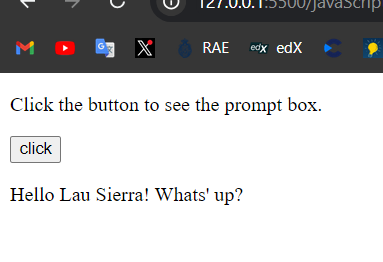 127.0.0.1:5500/JavaScrip
RAE edX edX
Click the button to see the prompt box.
click
Hello Lau Sierra! Whats' up?